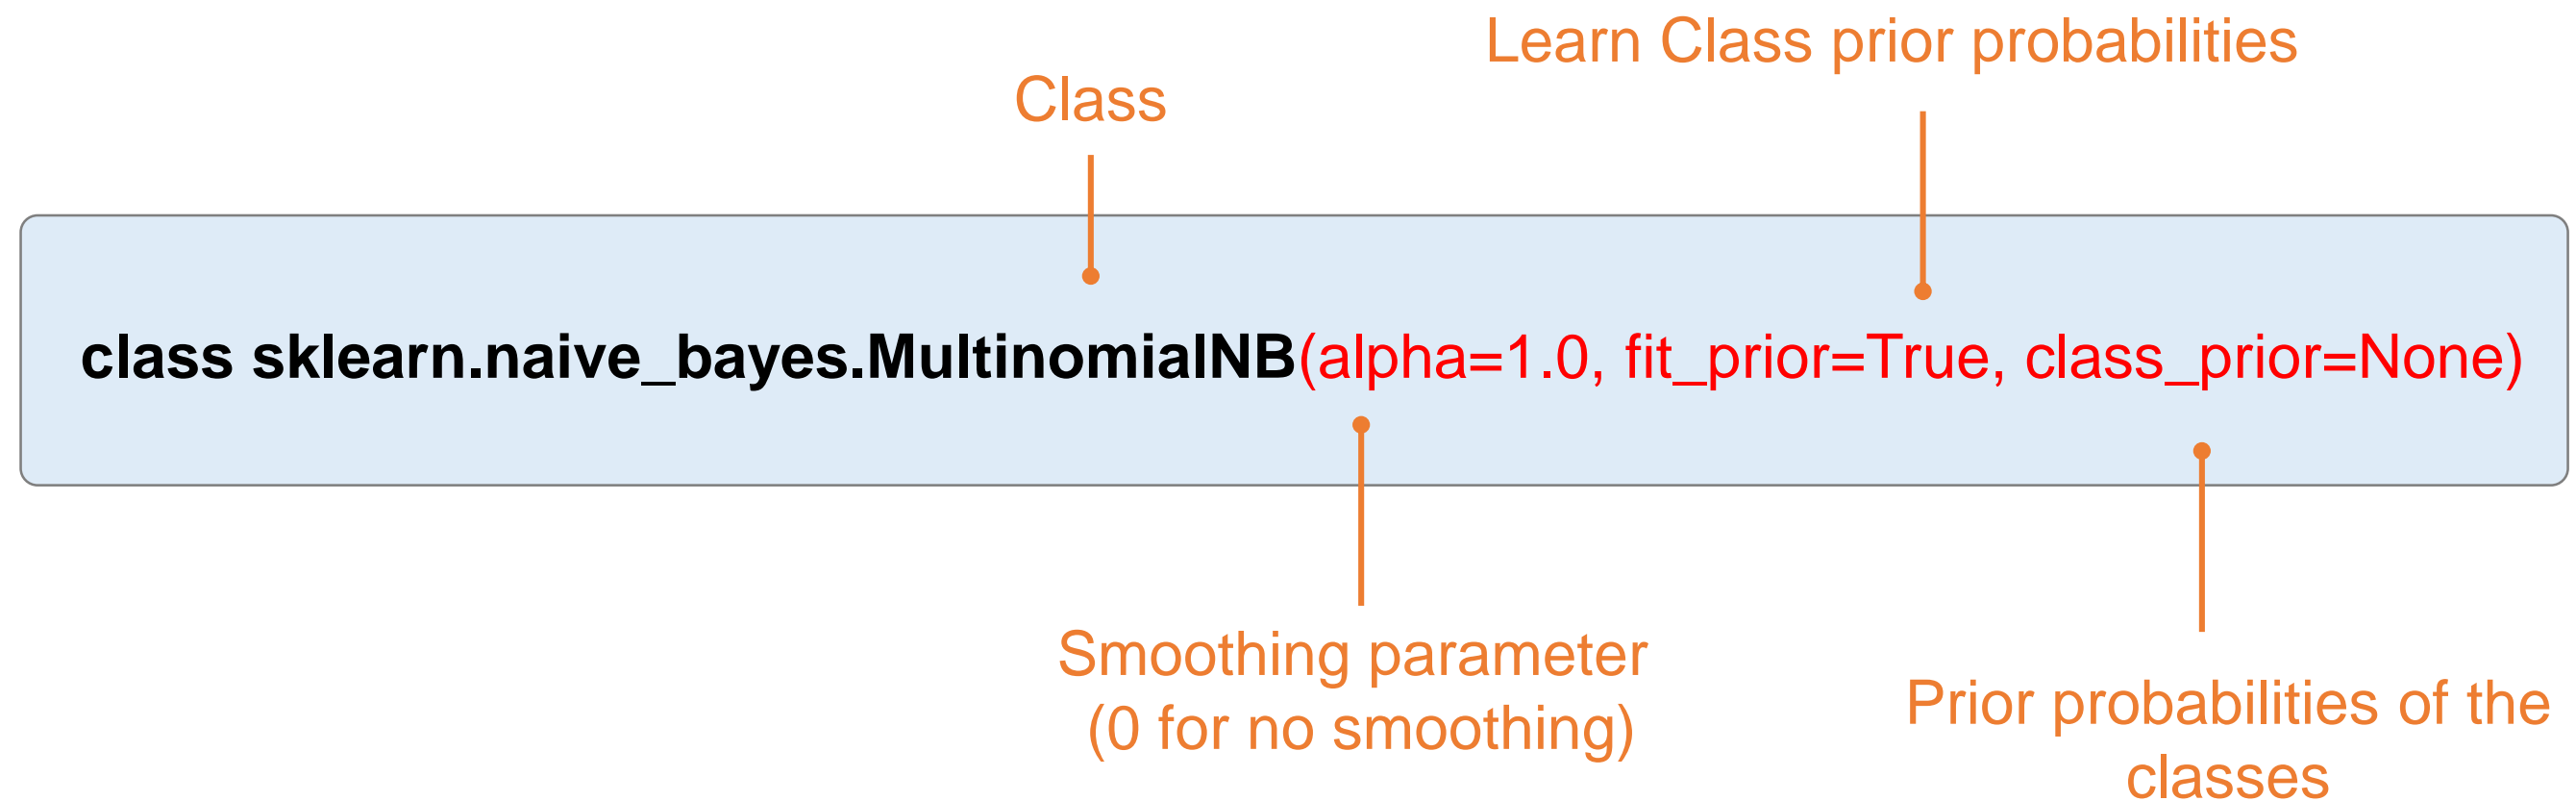 Learn Class prior probabilities
Class
class sklearn.naive_bayes.MultinomialNB(alpha=1.0, fit_prior=True, class_prior=None)
Smoothing parameter
(0 for no smoothing)
Prior probabilities of the
classes